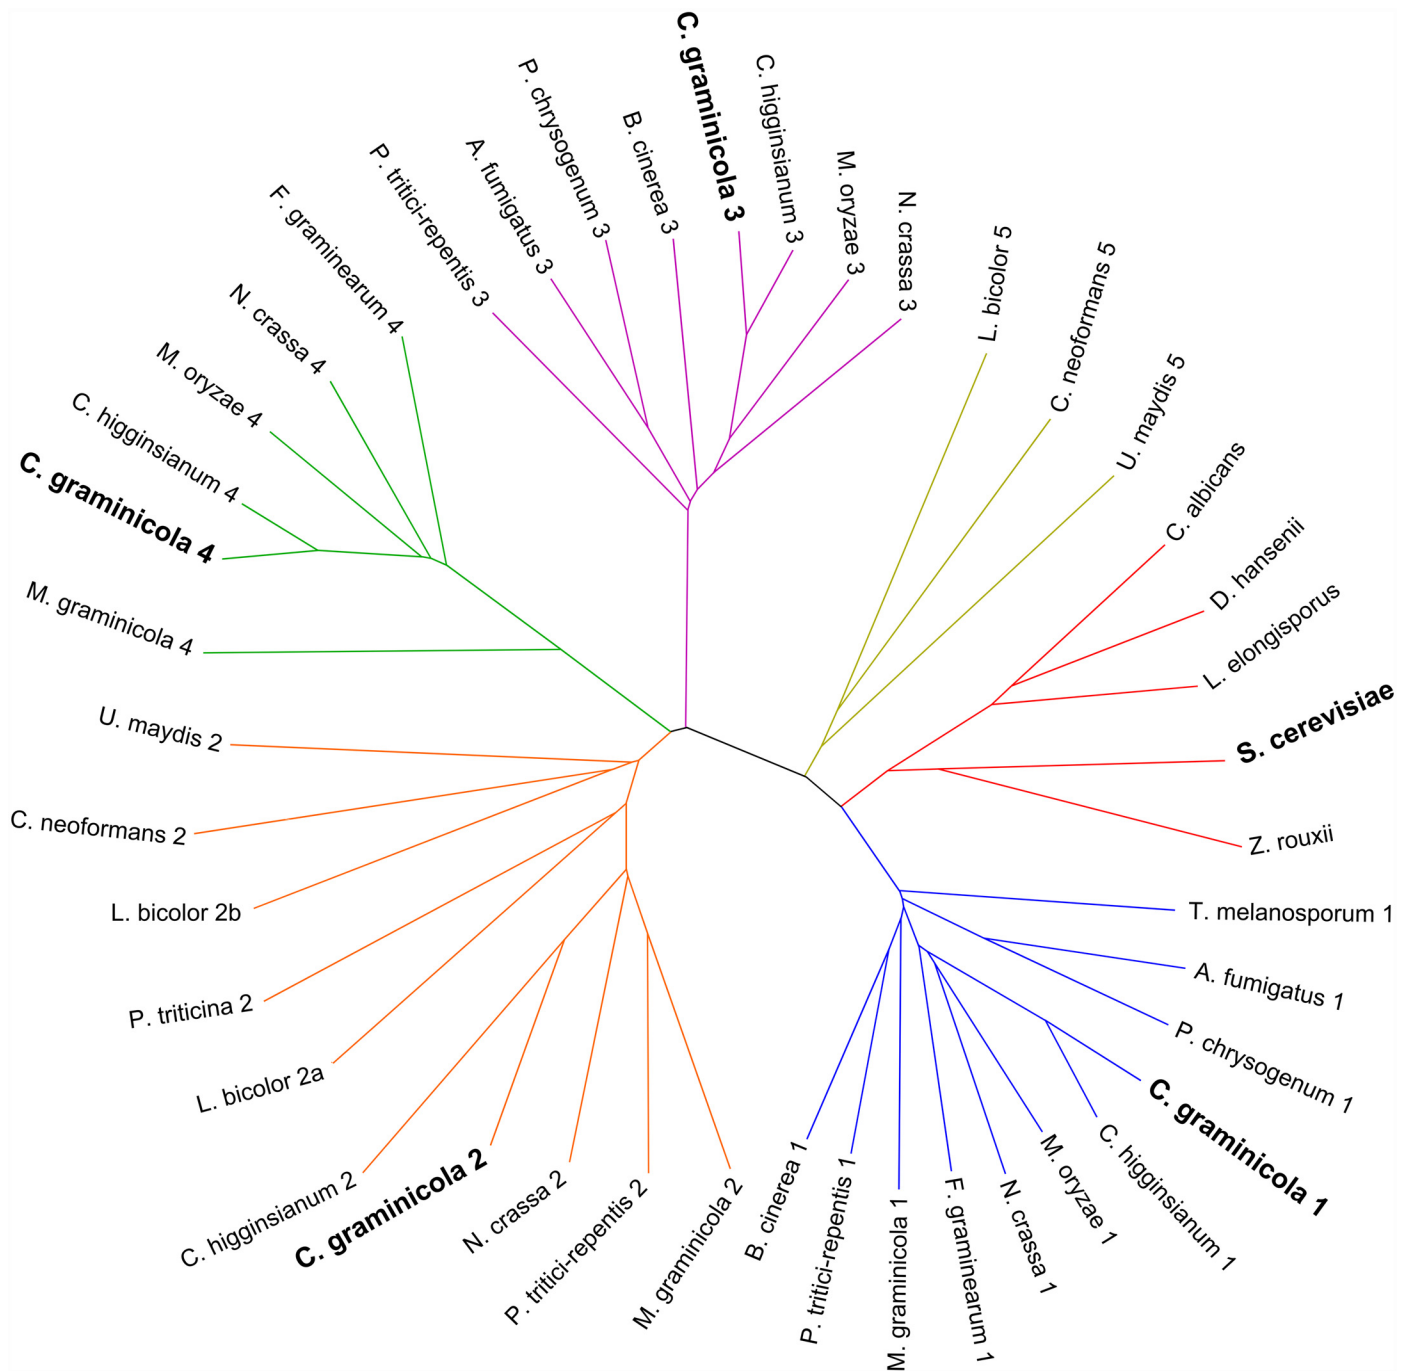 C. graminicola 3
C. higginsianum 3
M. oryzae 3
N. crassa 3
L. bicolor 5
C. neoformans 5
U. maydis 5
C. albicans
D. hansenii
L. elongisporus
S. cerevisiae
Z. rouxii
T. melanosporum 1
A. fumigatus 1
P. chrysogenum 1
C. graminicola 1
C. higginsianum 1
M. oryzae 1
N. crassa 1
F. graminearum 1
M. graminicola 1
P. tritici-repentis 1
B. cinerea 1
M. graminicola 2
P. tritici-repentis 2
N. crassa 2
C. graminicola 2
C. higginsianum 2
L. bicolor 2a
P. triticina 2
L. bicolor 2b
C. neoformans 2
U. maydis 2
M. graminicola 4
C. graminicola 4
C. higginsianum 4
M. oryzae 4
N. crassa 4
F. graminearum 4
P. tritici-repentis 3
A. fumigatus 3
P. chrysogenum 3
B. cinerea 3